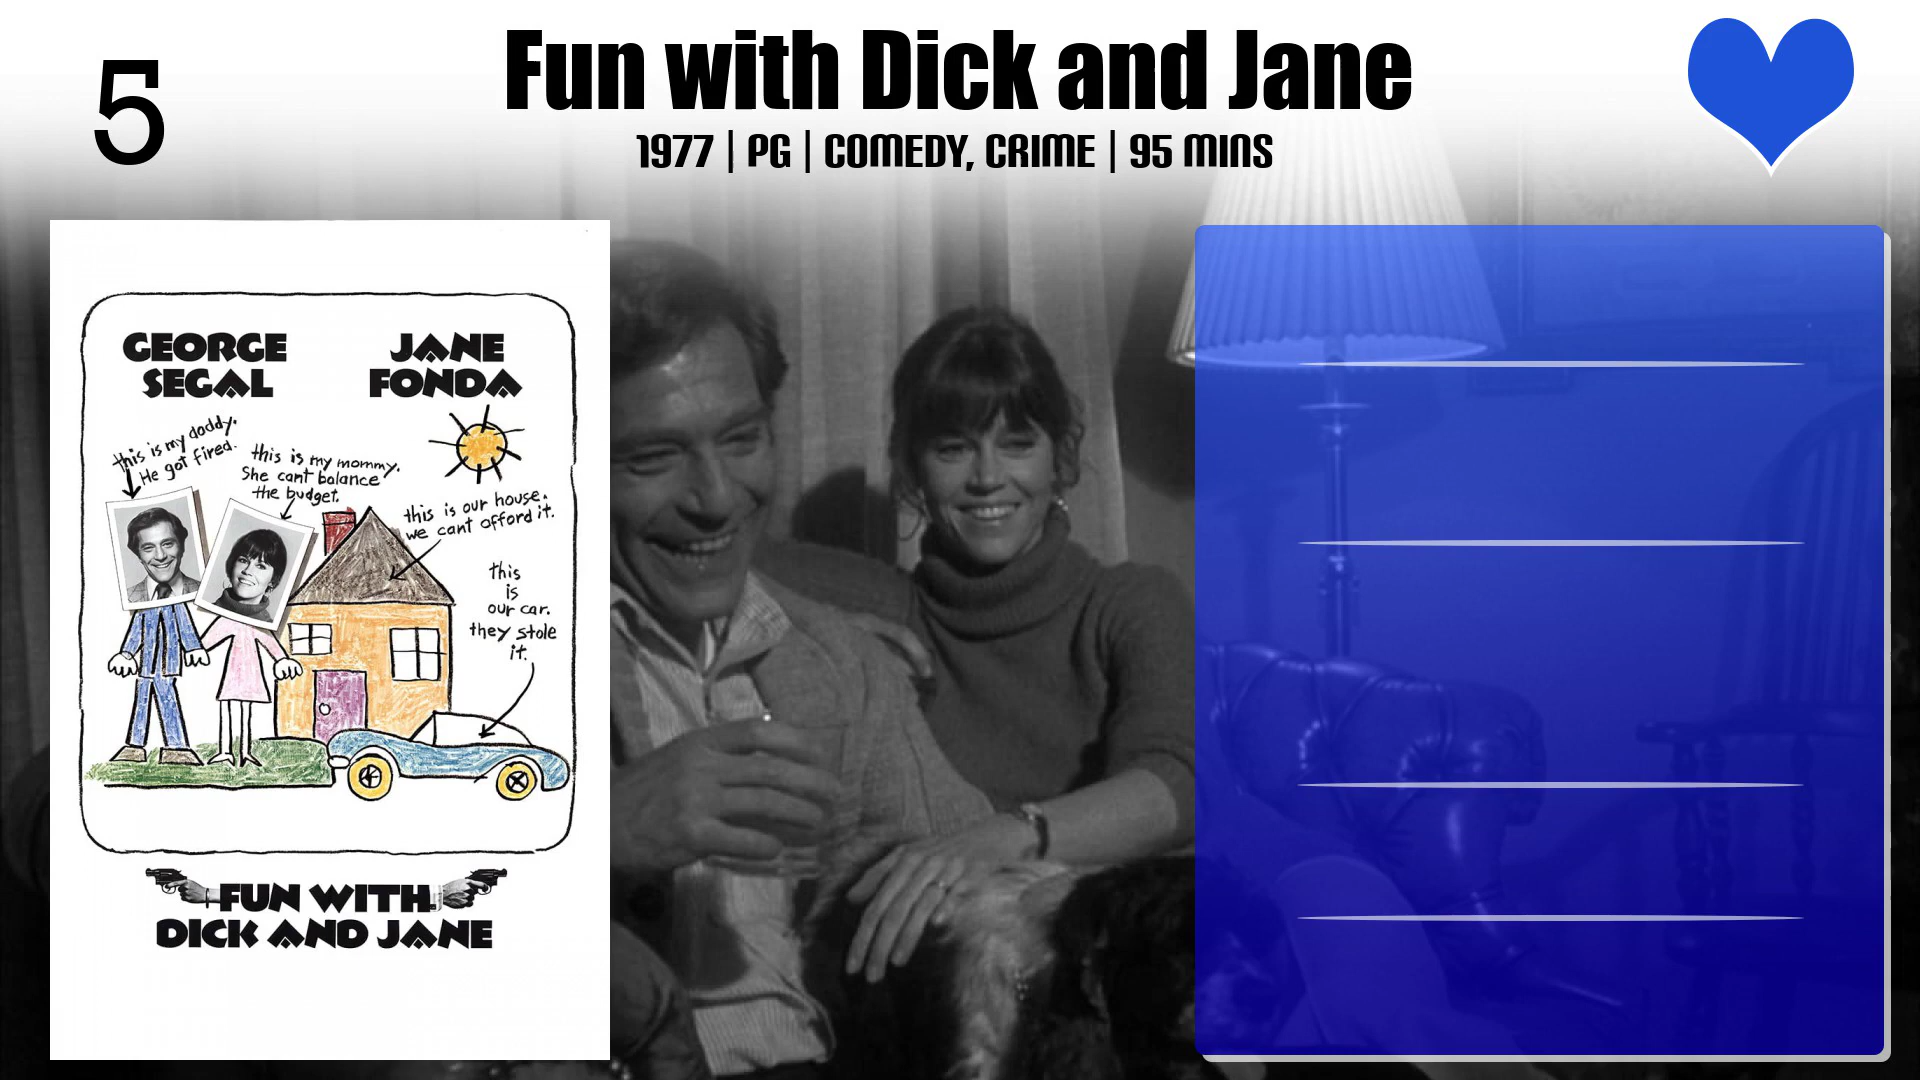 5
Fun with Dick and Jane
1977 | PG | COMEDY, CRIME | 95 MINS
GEORGE SEGAL
JANE FONDA
this is my daddy.
He got fired.
this is my mommy.
She cant balance
the budget.
this is our house.
we cant afford it.
this
is
our car.
they stole
it.
FUN WITH
DICK AND JANE